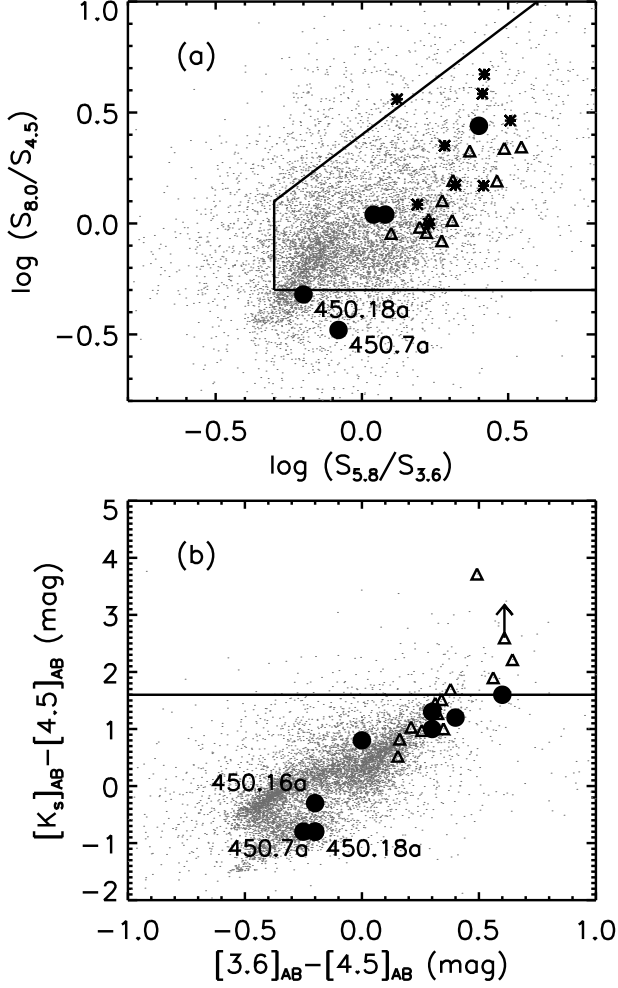 1.0
(a)
0.5
log (S8.0/S4.5)
0.0
450.18a
450.7a
−0.5
−0.5 0.0 0.5
log (S5.8/S3.6)
5
(b)
4
3
2
[Ks]AB−[4.5]AB (mag)
1
0
450.16a
450.7a 450.18a
−1
−2
−1.0 −0.5 0.0 0.5 1.0
[3.6]AB−[4.5]AB (mag)